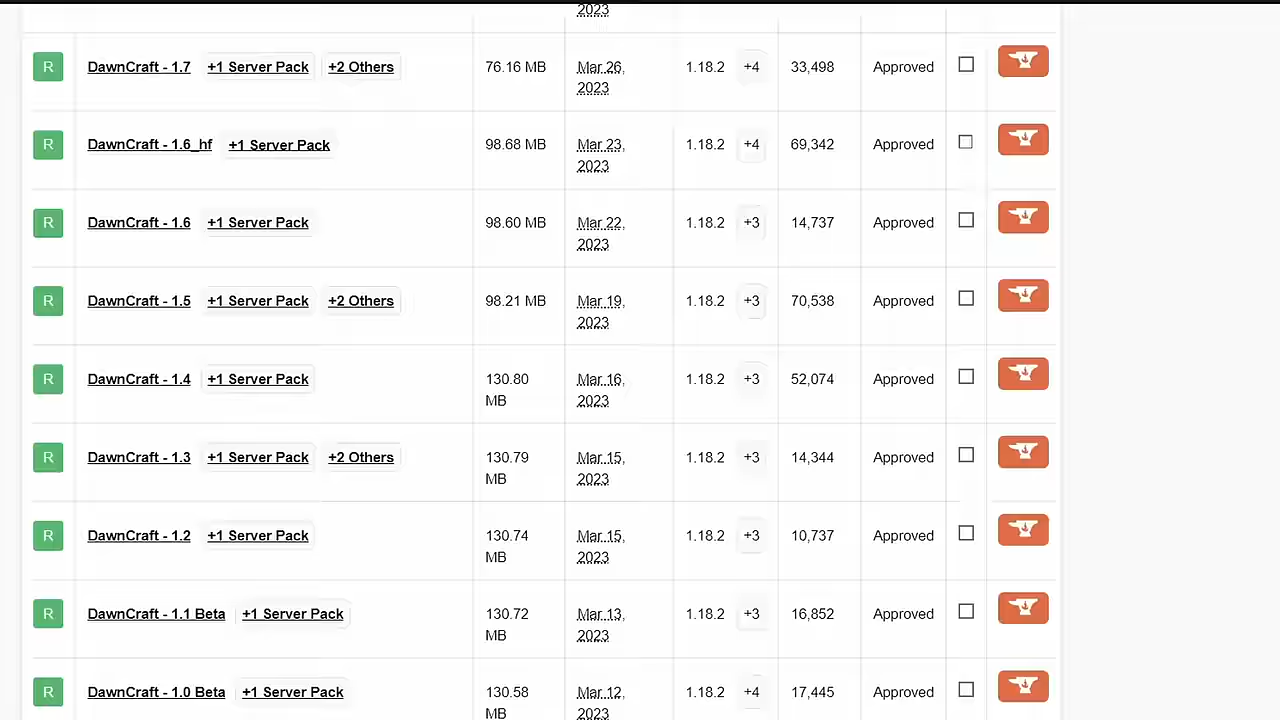 2023
R DawnCraft - 1.7 +1 Server Pack +2 Others 76.16 MB Mar 26, 1.18.2 +4 33,498 Approved
2023
R DawnCraft - 1.6_hf +1 Server Pack 98.68 MB Mar 23, 1.18.2 +4 69,342 Approved
2023
R DawnCraft - 1.6 +1 Server Pack 98.60 MB Mar 22, 1.18.2 +3 14,737 Approved
2023
R DawnCraft - 1.5 +1 Server Pack +2 Others 98.21 MB Mar 19, 1.18.2 +3 70,538 Approved
2023
R DawnCraft - 1.4 +1 Server Pack 130.80 Mar 16, 1.18.2 +3 52,074 Approved
MB 2023
R DawnCraft - 1.3 +1 Server Pack +2 Others 130.79 Mar 15, 1.18.2 +3 14,344 Approved
MB 2023
R DawnCraft - 1.2 +1 Server Pack 130.74 Mar 15, 1.18.2 +3 10,737 Approved
MB 2023
R DawnCraft - 1.1 Beta +1 Server Pack 130.72 Mar 13, 1.18.2 +3 16,852 Approved
MB 2023
R DawnCraft - 1.0 Beta +1 Server Pack 130.58 Mar 12, 1.18.2 +4 17,445 Approved
MB 2023